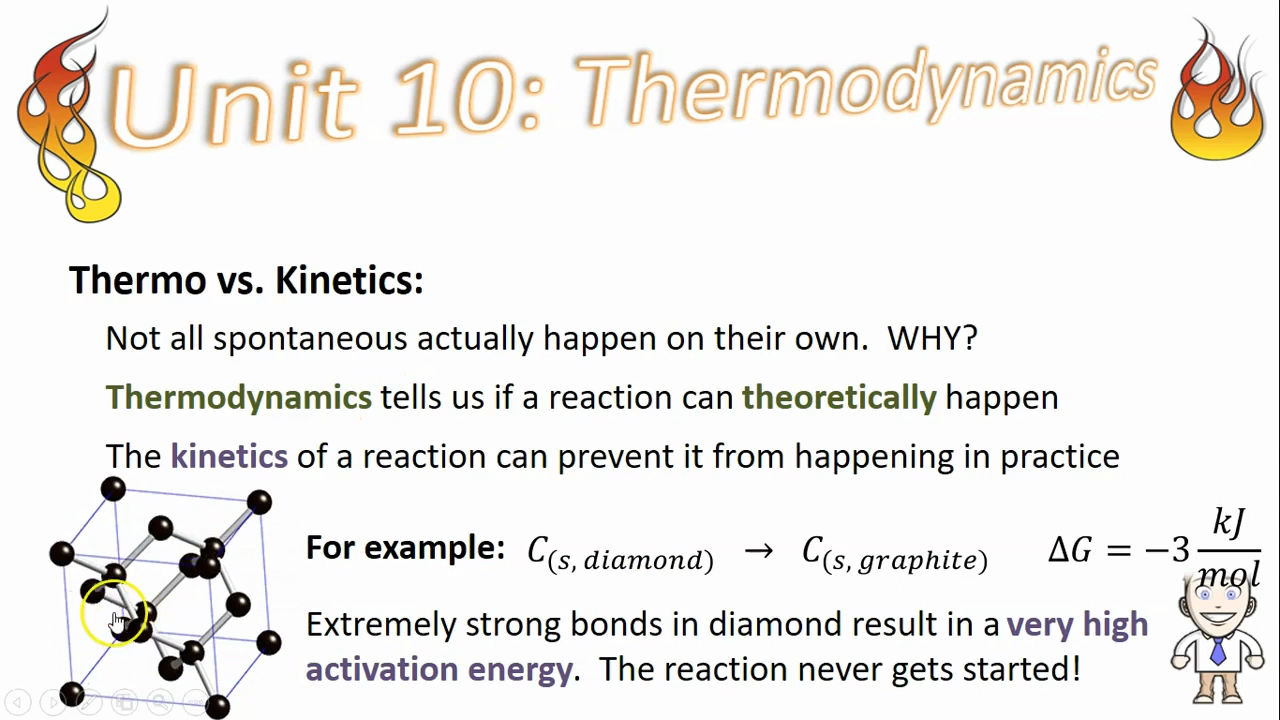 Unit 10: Thermodynamics
Thermo vs. Kinetics:
Not all spontaneous actually happen on their own. WHY?
Thermodynamics tells us if a reaction can theoretically happen
The kinetics of a reaction can prevent it from happening in practice
For example: C(s, diamond) → C(s, graphite) ΔG = −3 kJ/mol
Extremely strong bonds in diamond result in a very high
activation energy. The reaction never gets started!